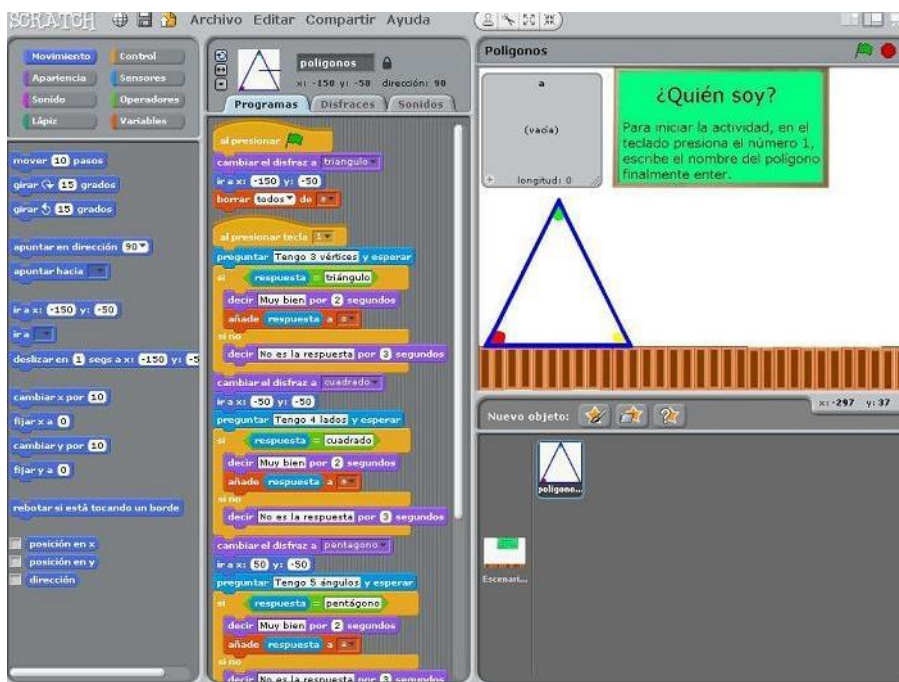 SCRATCH Archivo Editar Compartir Ayuda
Movimiento Control
Apariencia Sensores
Sonido Operadores
Lápiz Variables
mover 10 pasos
girar 15 grados
girar 15 grados
apuntar en dirección 90
apuntar hacia
ir a x: -150 y: -50
ir a
deslizar en 1 segs a x: -150 y: -5
cambiar x por 10
fijar x a 0
cambiar y por 10
fijar y a 0
rebotar si está tocando un borde
posición en x
posición en y
dirección
poligonos
x: -150 y: -50 dirección: 90
Programas Disfraces Sonidos
al presionar
cambiar el disfraz a triangulo
ir a x: -150 y: -50
borrar todos de a
al presionar tecla 1
preguntar Tengo 3 vértices y esperar
si respuesta = triángulo
decir Muy bien por 2 segundos
añade respuesta a a
si no
decir No es la respuesta por 3 segundos
cambiar el disfraz a cuadrado
ir a x: -50 y: -50
preguntar Tengo 4 lados y esperar
si respuesta = cuadrado
decir Muy bien por 2 segundos
añade respuesta a a
si no
decir No es la respuesta por 3 segundos
cambiar el disfraz a pentagono
ir a x: 50 y: -50
preguntar Tengo 5 ángulos y esperar
si respuesta = pentágono
decir Muy bien por 2 segundos
añade respuesta a a
si no
decir No es la respuesta por 3 segundos
Poligonos
a
(vacía)
+ longitud: 0
¿Quién soy?
Para iniciar la actividad, en el
teclado presiona el número 1,
escribe el nombre del polígono
finalmente enter.
x: -297 y: 37
Nuevo objeto:
poligono...
Escenari...